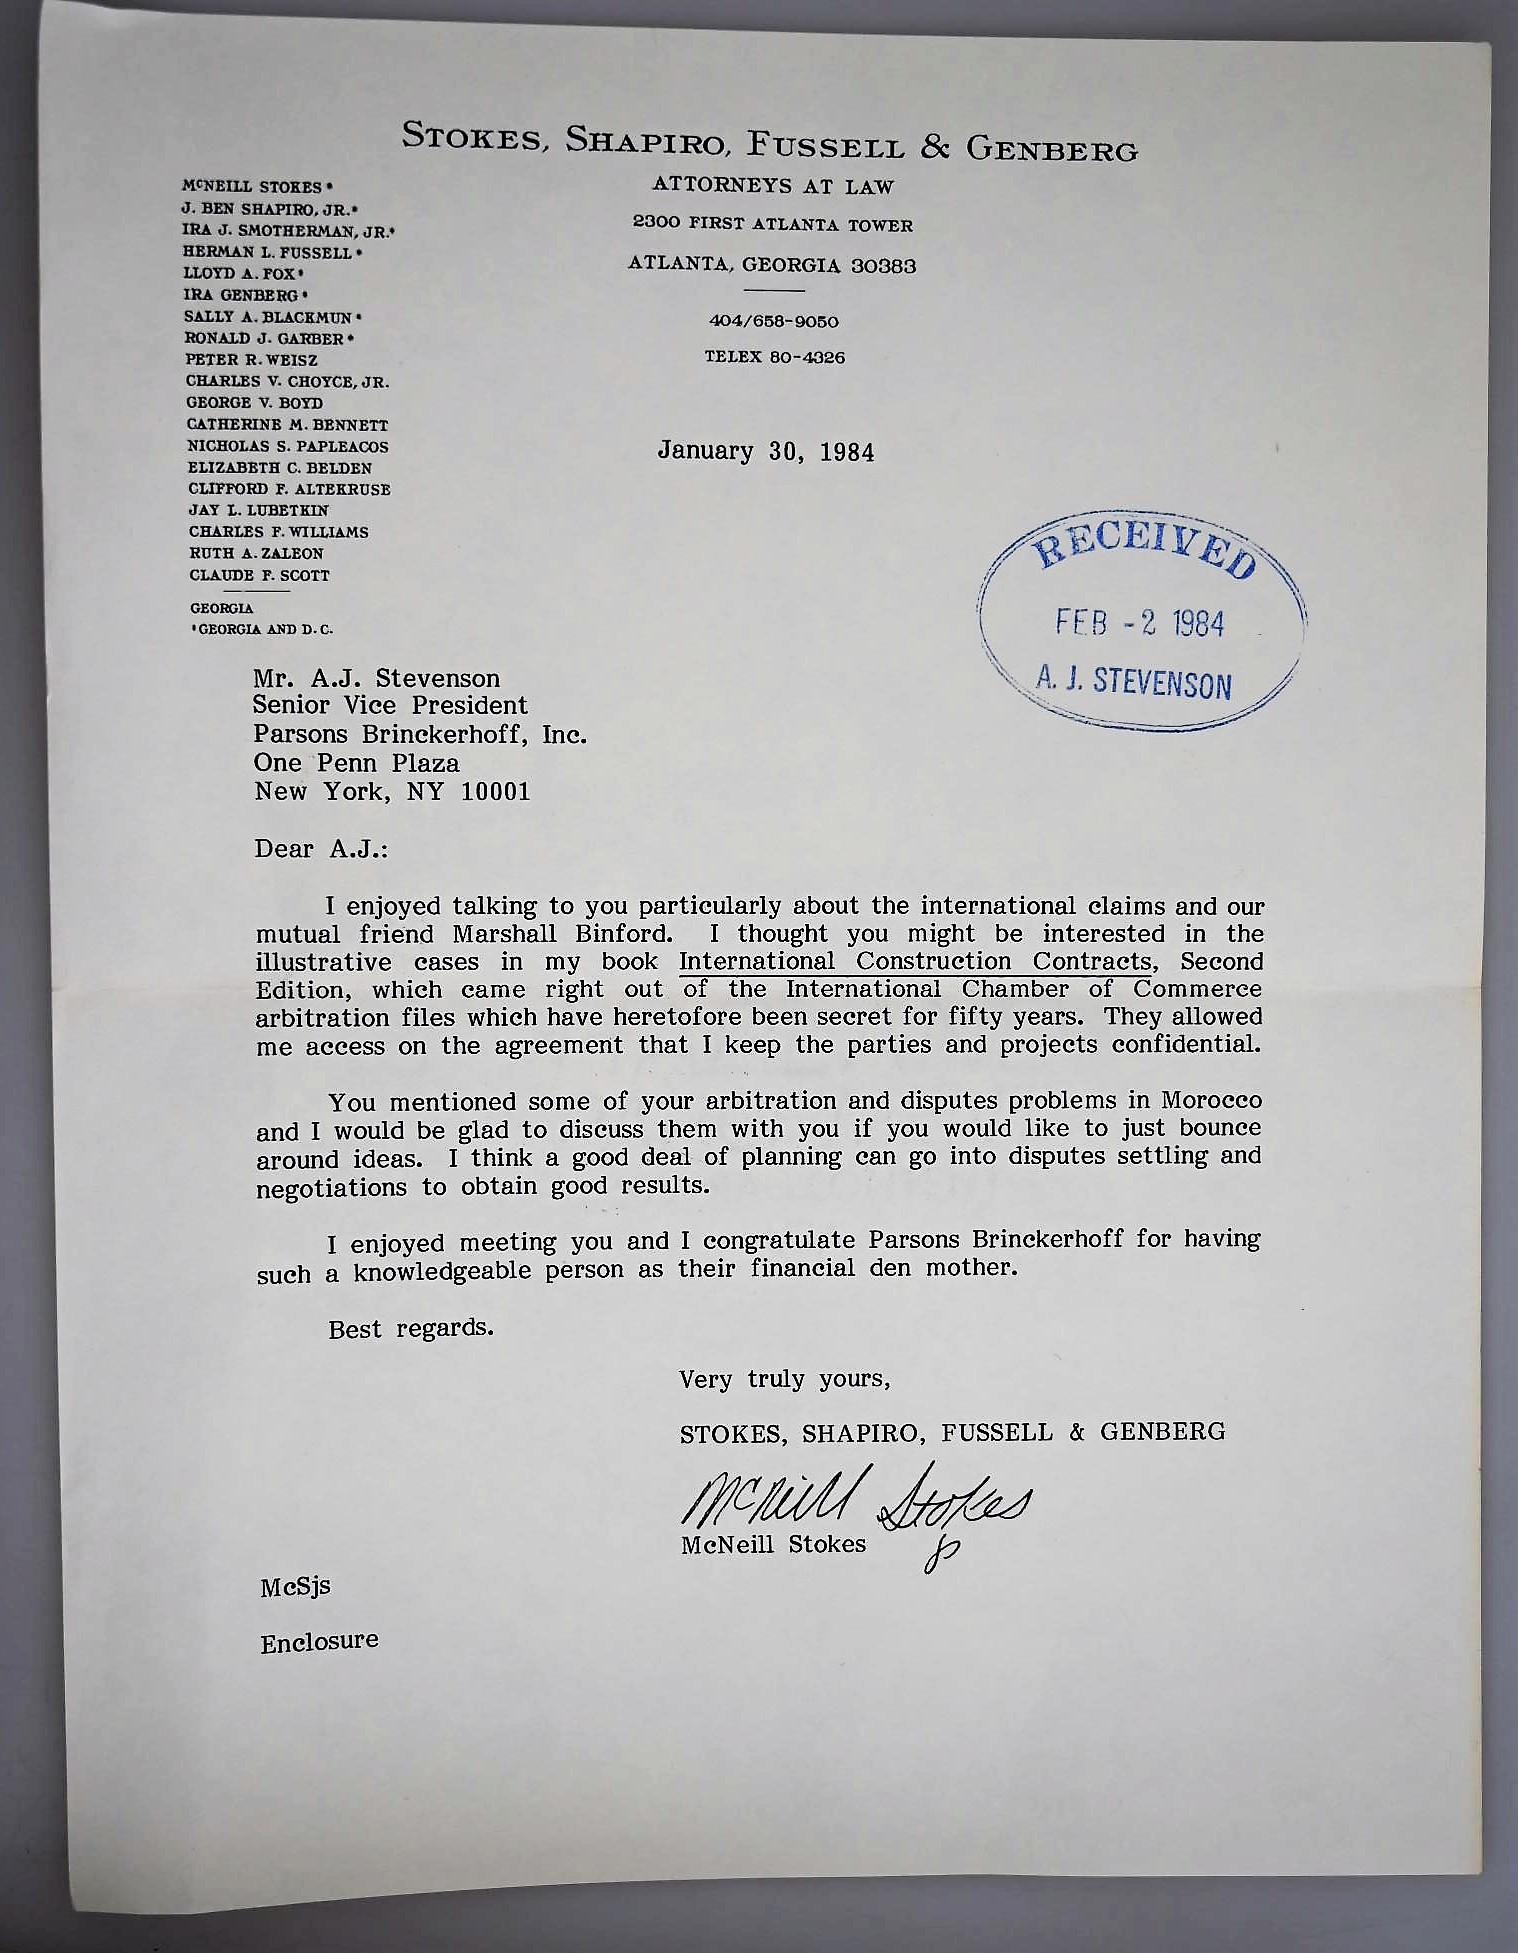 STOKES, SHAPIRO, FUSSELL & GENBERG
ATTORNEYS AT LAW
2300 FIRST ATLANTA TOWER
ATLANTA, GEORGIA 30383
404/658-9050
TELEX 80-4326
McNEILL STOKES*
J. BEN SHAPIRO, JR.*
IRA J. SMOTHERMAN, JR.*
HERMAN L. FUSSELL*
LLOYD A. FOX*
IRA GENBERG*
SALLY A. BLACKMUN*
RONALD J. GARBER*
PETER R. WEISZ
CHARLES V. CHOYCE, JR.
GEORGE V. BOYD
CATHERINE M. BENNETT
NICHOLAS S. PAPLEACOS
ELIZABETH C. BELDEN
CLIFFORD F. ALTEKRUSE
JAY L. LUBETKIN
CHARLES F. WILLIAMS
RUTH A. ZALEON
CLAUDE F. SCOTT
GEORGIA
*GEORGIA AND D.C.
January 30, 1984
RECEIVED
FEB -2 1984
A. J. STEVENSON
Mr. A.J. Stevenson
Senior Vice President
Parsons Brinckerhoff, Inc.
One Penn Plaza
New York, NY 10001
Dear A.J.:
I enjoyed talking to you particularly about the international claims and our
mutual friend Marshall Binford. I thought you might be interested in the
illustrative cases in my book International Construction Contracts, Second
Edition, which came right out of the International Chamber of Commerce
arbitration files which have heretofore been secret for fifty years. They allowed
me access on the agreement that I keep the parties and projects confidential.
You mentioned some of your arbitration and disputes problems in Morocco
and I would be glad to discuss them with you if you would like to just bounce
around ideas. I think a good deal of planning can go into disputes settling and
negotiations to obtain good results.
I enjoyed meeting you and I congratulate Parsons Brinckerhoff for having
such a knowledgeable person as their financial den mother.
Best regards.
Very truly yours,
STOKES, SHAPIRO, FUSSELL & GENBERG
McNeill Stokes
McNeill Stokes
McSjs
Enclosure